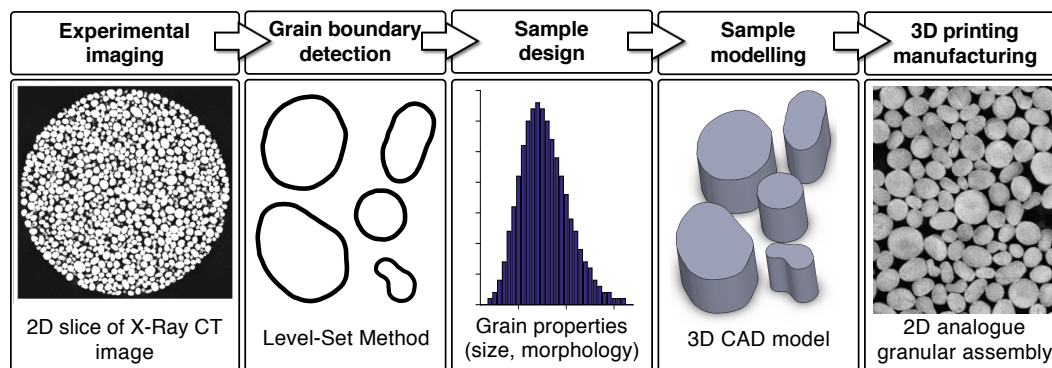 Experimental
imaging
Grain boundary
detection
Sample
design
Sample
modelling
3D printing
manufacturing
2D slice of X-Ray CT
image
Level-Set Method
Grain properties
(size, morphology)
3D CAD model
2D analogue
granular assembly